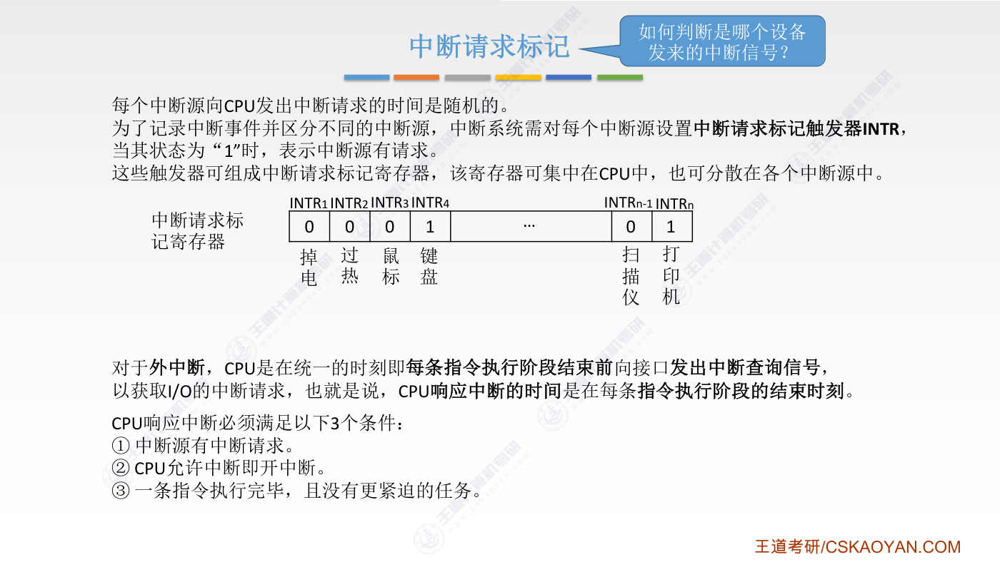 中断请求标记
如何判断是哪个设备
发来的中断信号？
每个中断源向CPU发出中断请求的时间是随机的。
为了记录中断事件并区分不同的中断源，中断系统需对每个中断源设置中断请求标记触发器INTR，
当其状态为“1”时，表示中断源有请求。
这些触发器可组成中断请求标记寄存器，该寄存器可集中在CPU中，也可分散在各个中断源中。
INTR1 INTR2 INTR3 INTR4 INTRn-1 INTRn
中断请求标
记寄存器
0 0 0 1 … 0 1
掉电 过热 鼠标 键盘 扫描仪 打印机
对于外中断，CPU是在统一的时刻即每条指令执行阶段结束前向接口发出中断查询信号，
以获取I/O的中断请求，也就是说，CPU响应中断的时间是在每条指令执行阶段的结束时刻。
CPU响应中断必须满足以下3个条件：
① 中断源有中断请求。
② CPU允许中断即开中断。
③ 一条指令执行完毕，且没有更紧迫的任务。
王道考研/CSKAOYAN.COM